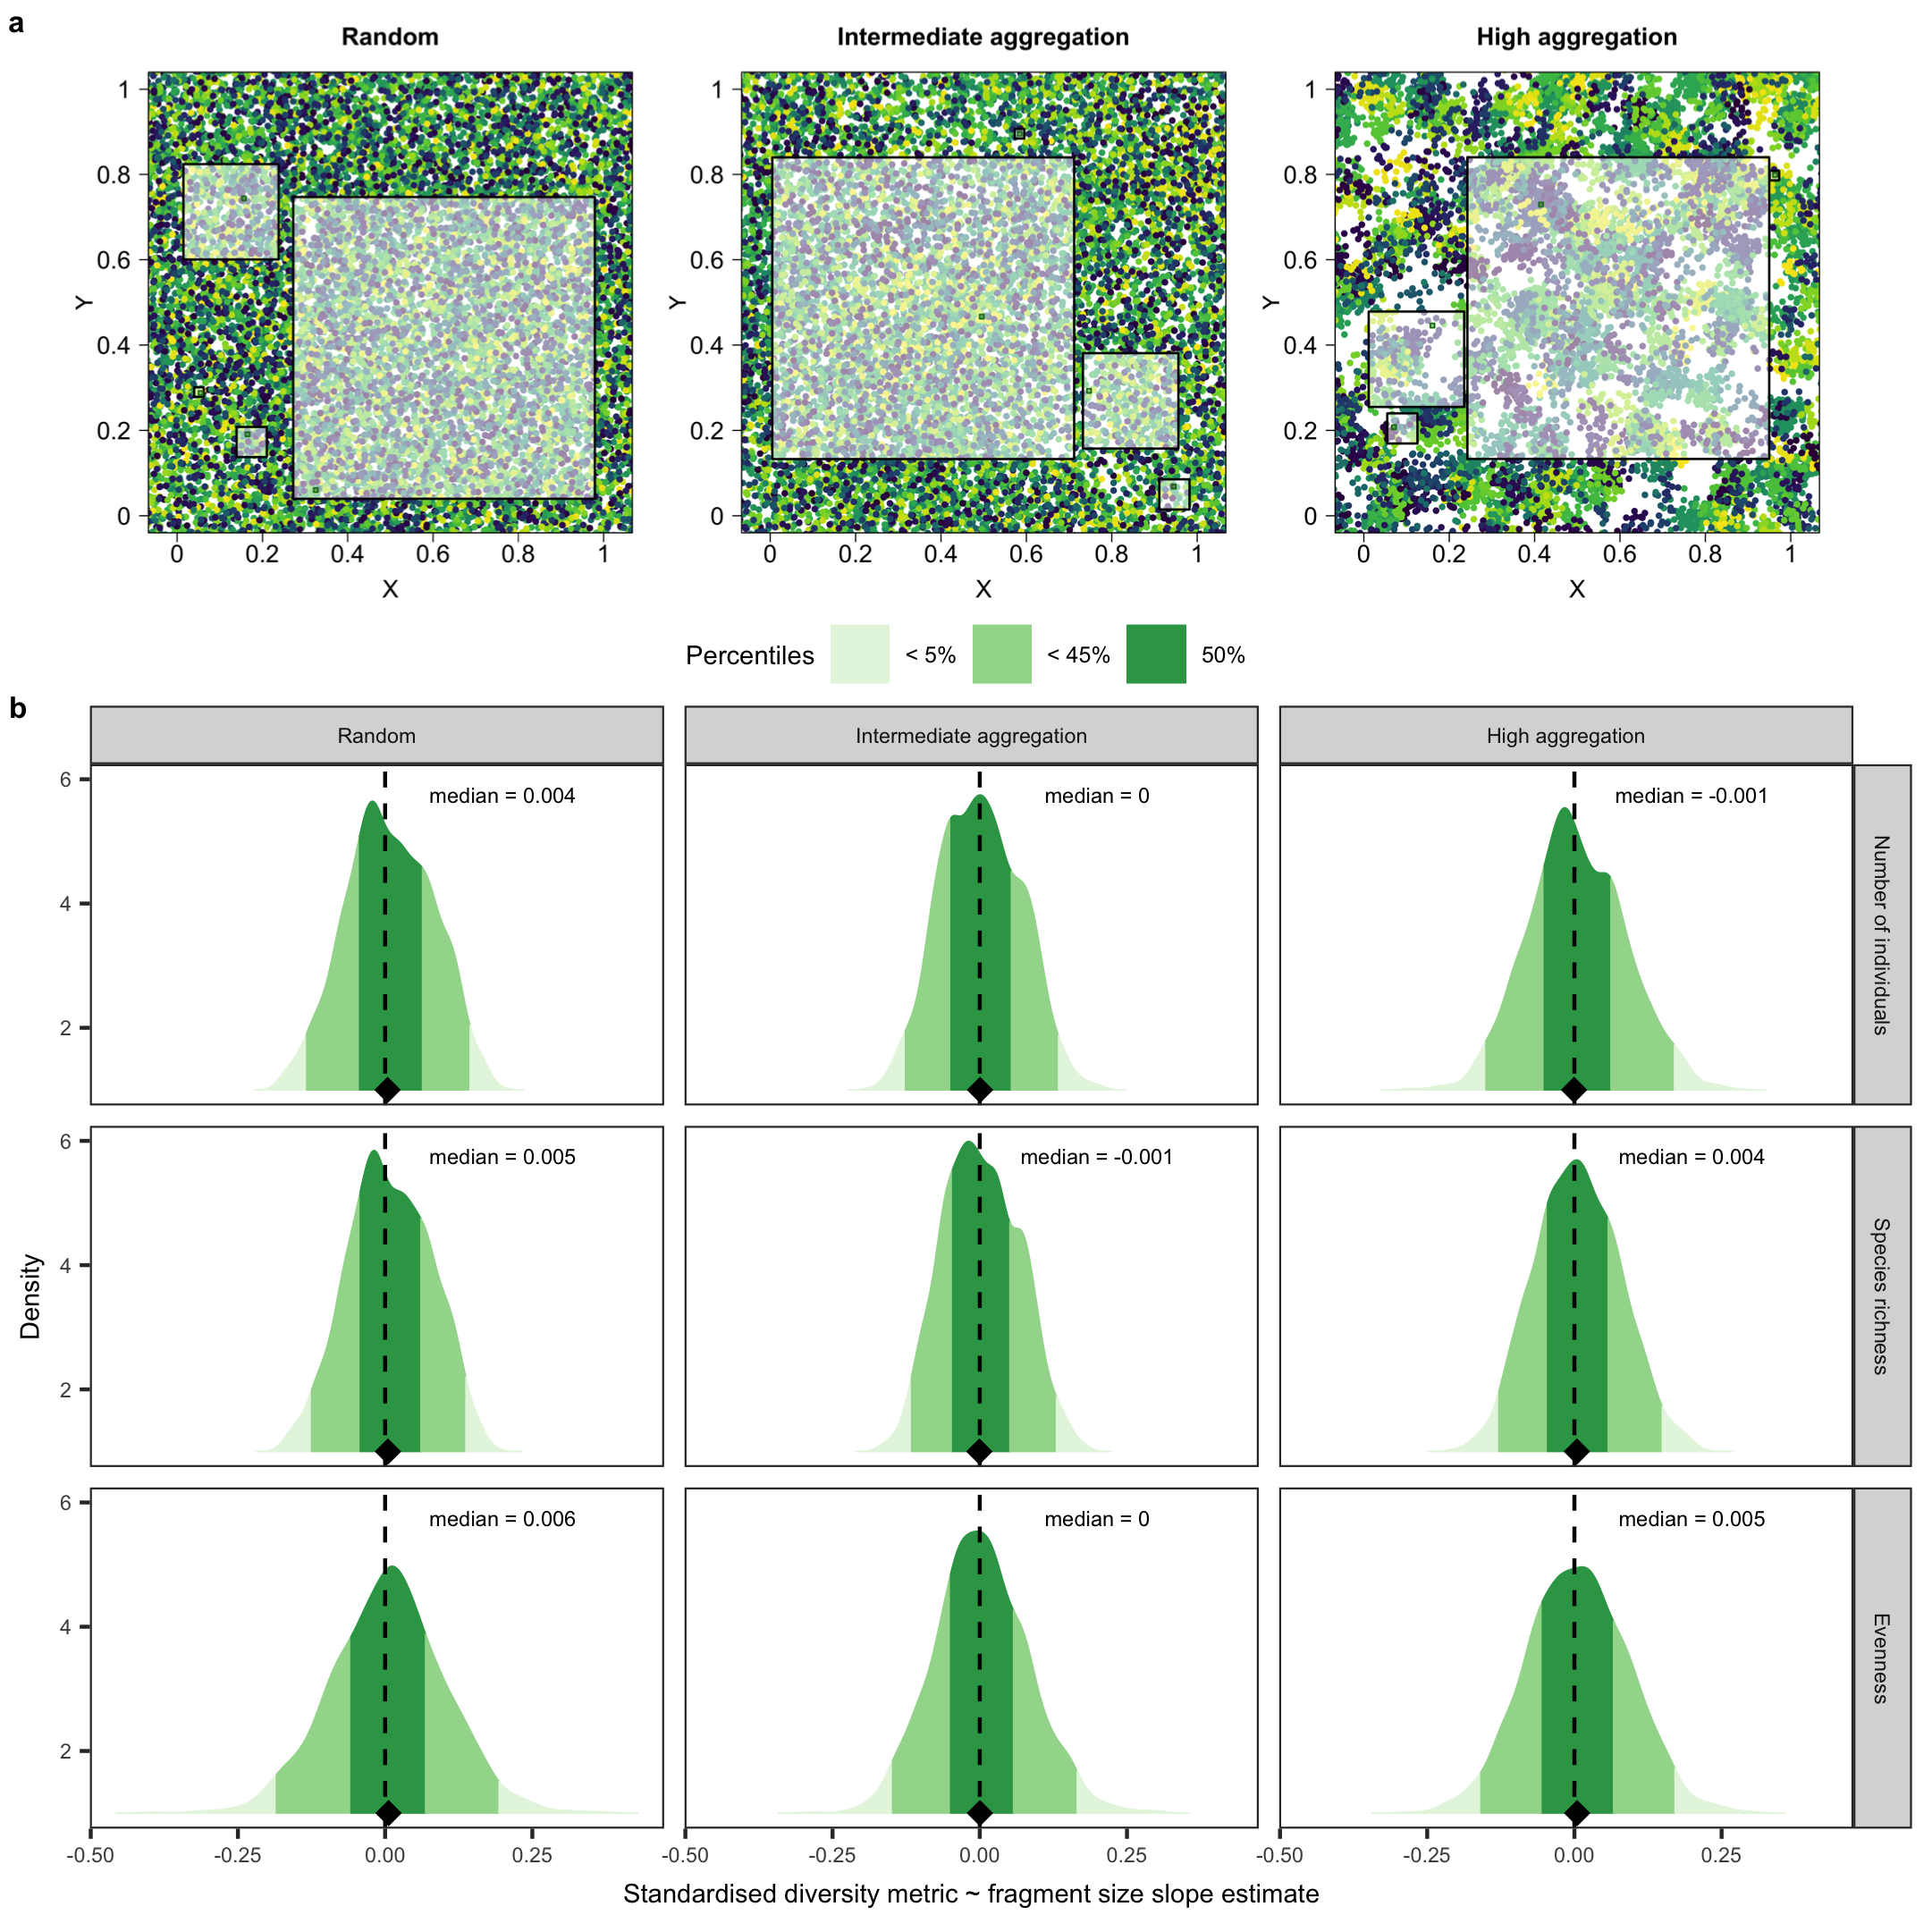 a
Random
Intermediate aggregation
High aggregation
1
0.8
0.6
0.4
0.2
0
Y
0
0.2
0.4
0.6
0.8
1
X
1
0.8
0.6
0.4
0.2
0
Y
0
0.2
0.4
0.6
0.8
1
X
1
0.8
0.6
0.4
0.2
0
Y
0
0.2
0.4
0.6
0.8
1
X
Percentiles
< 5%
< 45%
50%
b
Random
Intermediate aggregation
High aggregation
6
4
2
median = 0.004
median = 0
median = -0.001
Number of individuals
6
4
2
median = 0.005
median = -0.001
median = 0.004
Species richness
Density
6
4
2
median = 0.006
median = 0
median = 0.005
Evenness
-0.50
-0.25
0.00
0.25
-0.50
-0.25
0.00
0.25
-0.50
-0.25
0.00
0.25
Standardised diversity metric ~ fragment size slope estimate